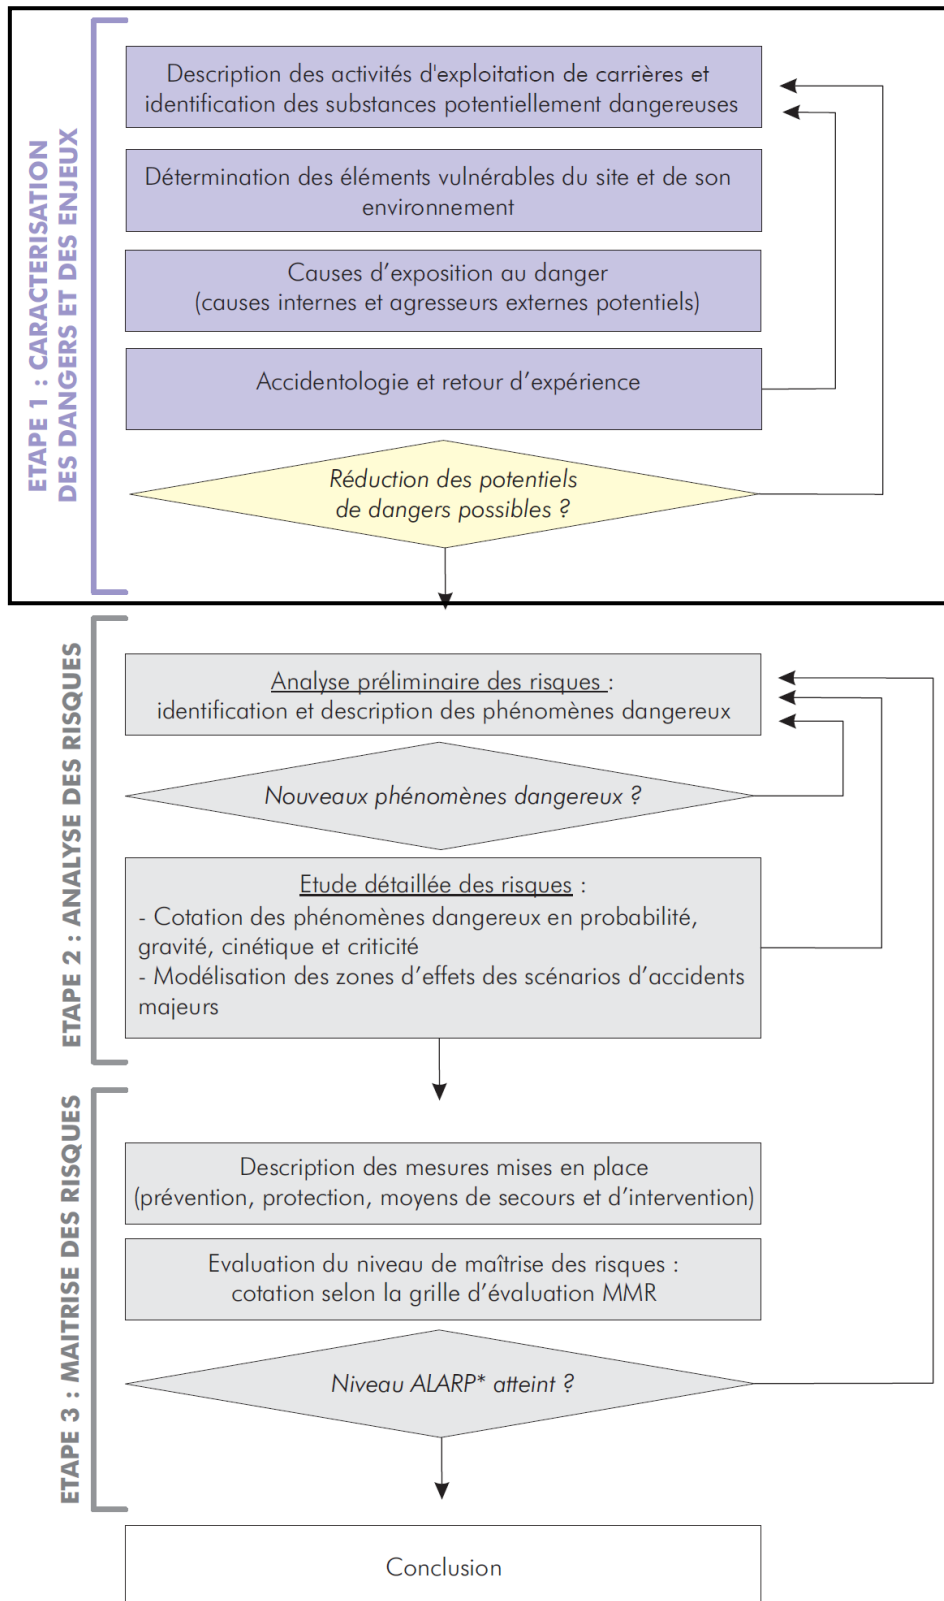 ETAPE 1 : CARACTERISATION
DES DANGERS ET DES ENJEUX
Description des activités d'exploitation de carrières et
identification des substances potentiellement dangereuses
Détermination des éléments vulnérables du site et de son
environnement
Causes d’exposition au danger
(causes internes et agresseurs externes potentiels)
Accidentologie et retour d’expérience
Réduction des potentiels
de dangers possibles ?
ETAPE 2 : ANALYSE DES RISQUES
Analyse préliminaire des risques :
identification et description des phénomènes dangereux
Nouveaux phénomènes dangereux ?
Etude détaillée des risques :
- Cotation des phénomènes dangereux en probabilité,
gravité, cinétique et criticité
- Modélisation des zones d’effets des scénarios d’accidents
majeurs
ETAPE 3 : MAITRISE DES RISQUES
Description des mesures mises en place
(prévention, protection, moyens de secours et d’intervention)
Evaluation du niveau de maîtrise des risques :
cotation selon la grille d’évaluation MMR
Niveau ALARP* atteint ?
Conclusion